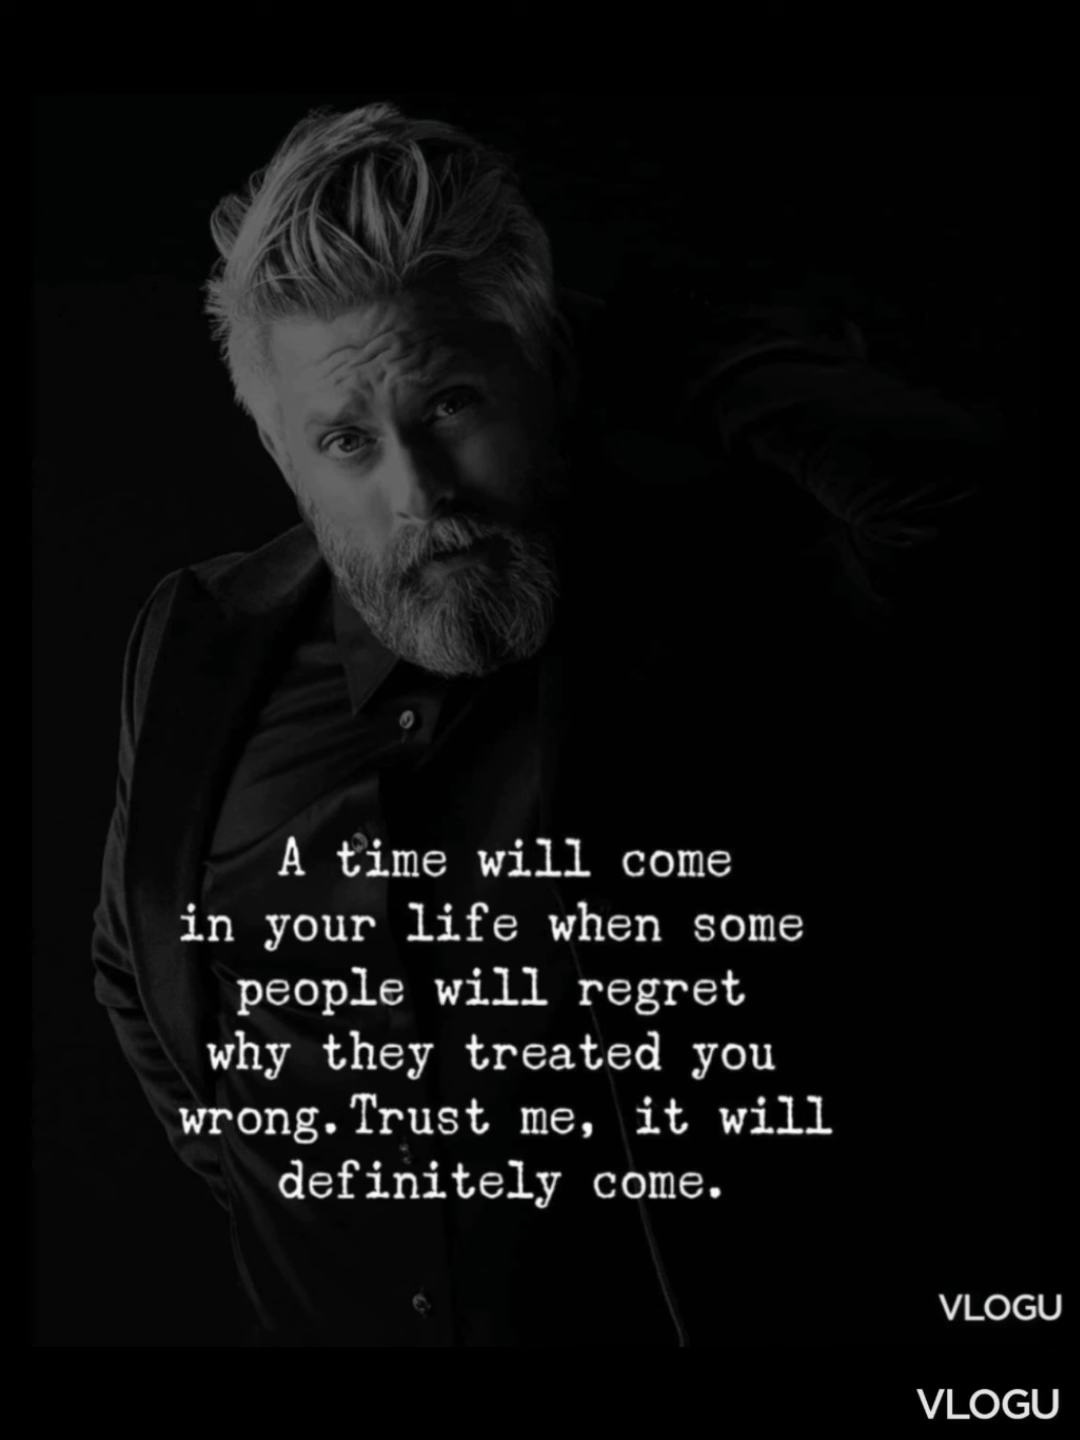 A time will come
in your life when some
people will regret
why they treated you
wrong.Trust me, it will
definitely come.
VLOGU
VLOGU